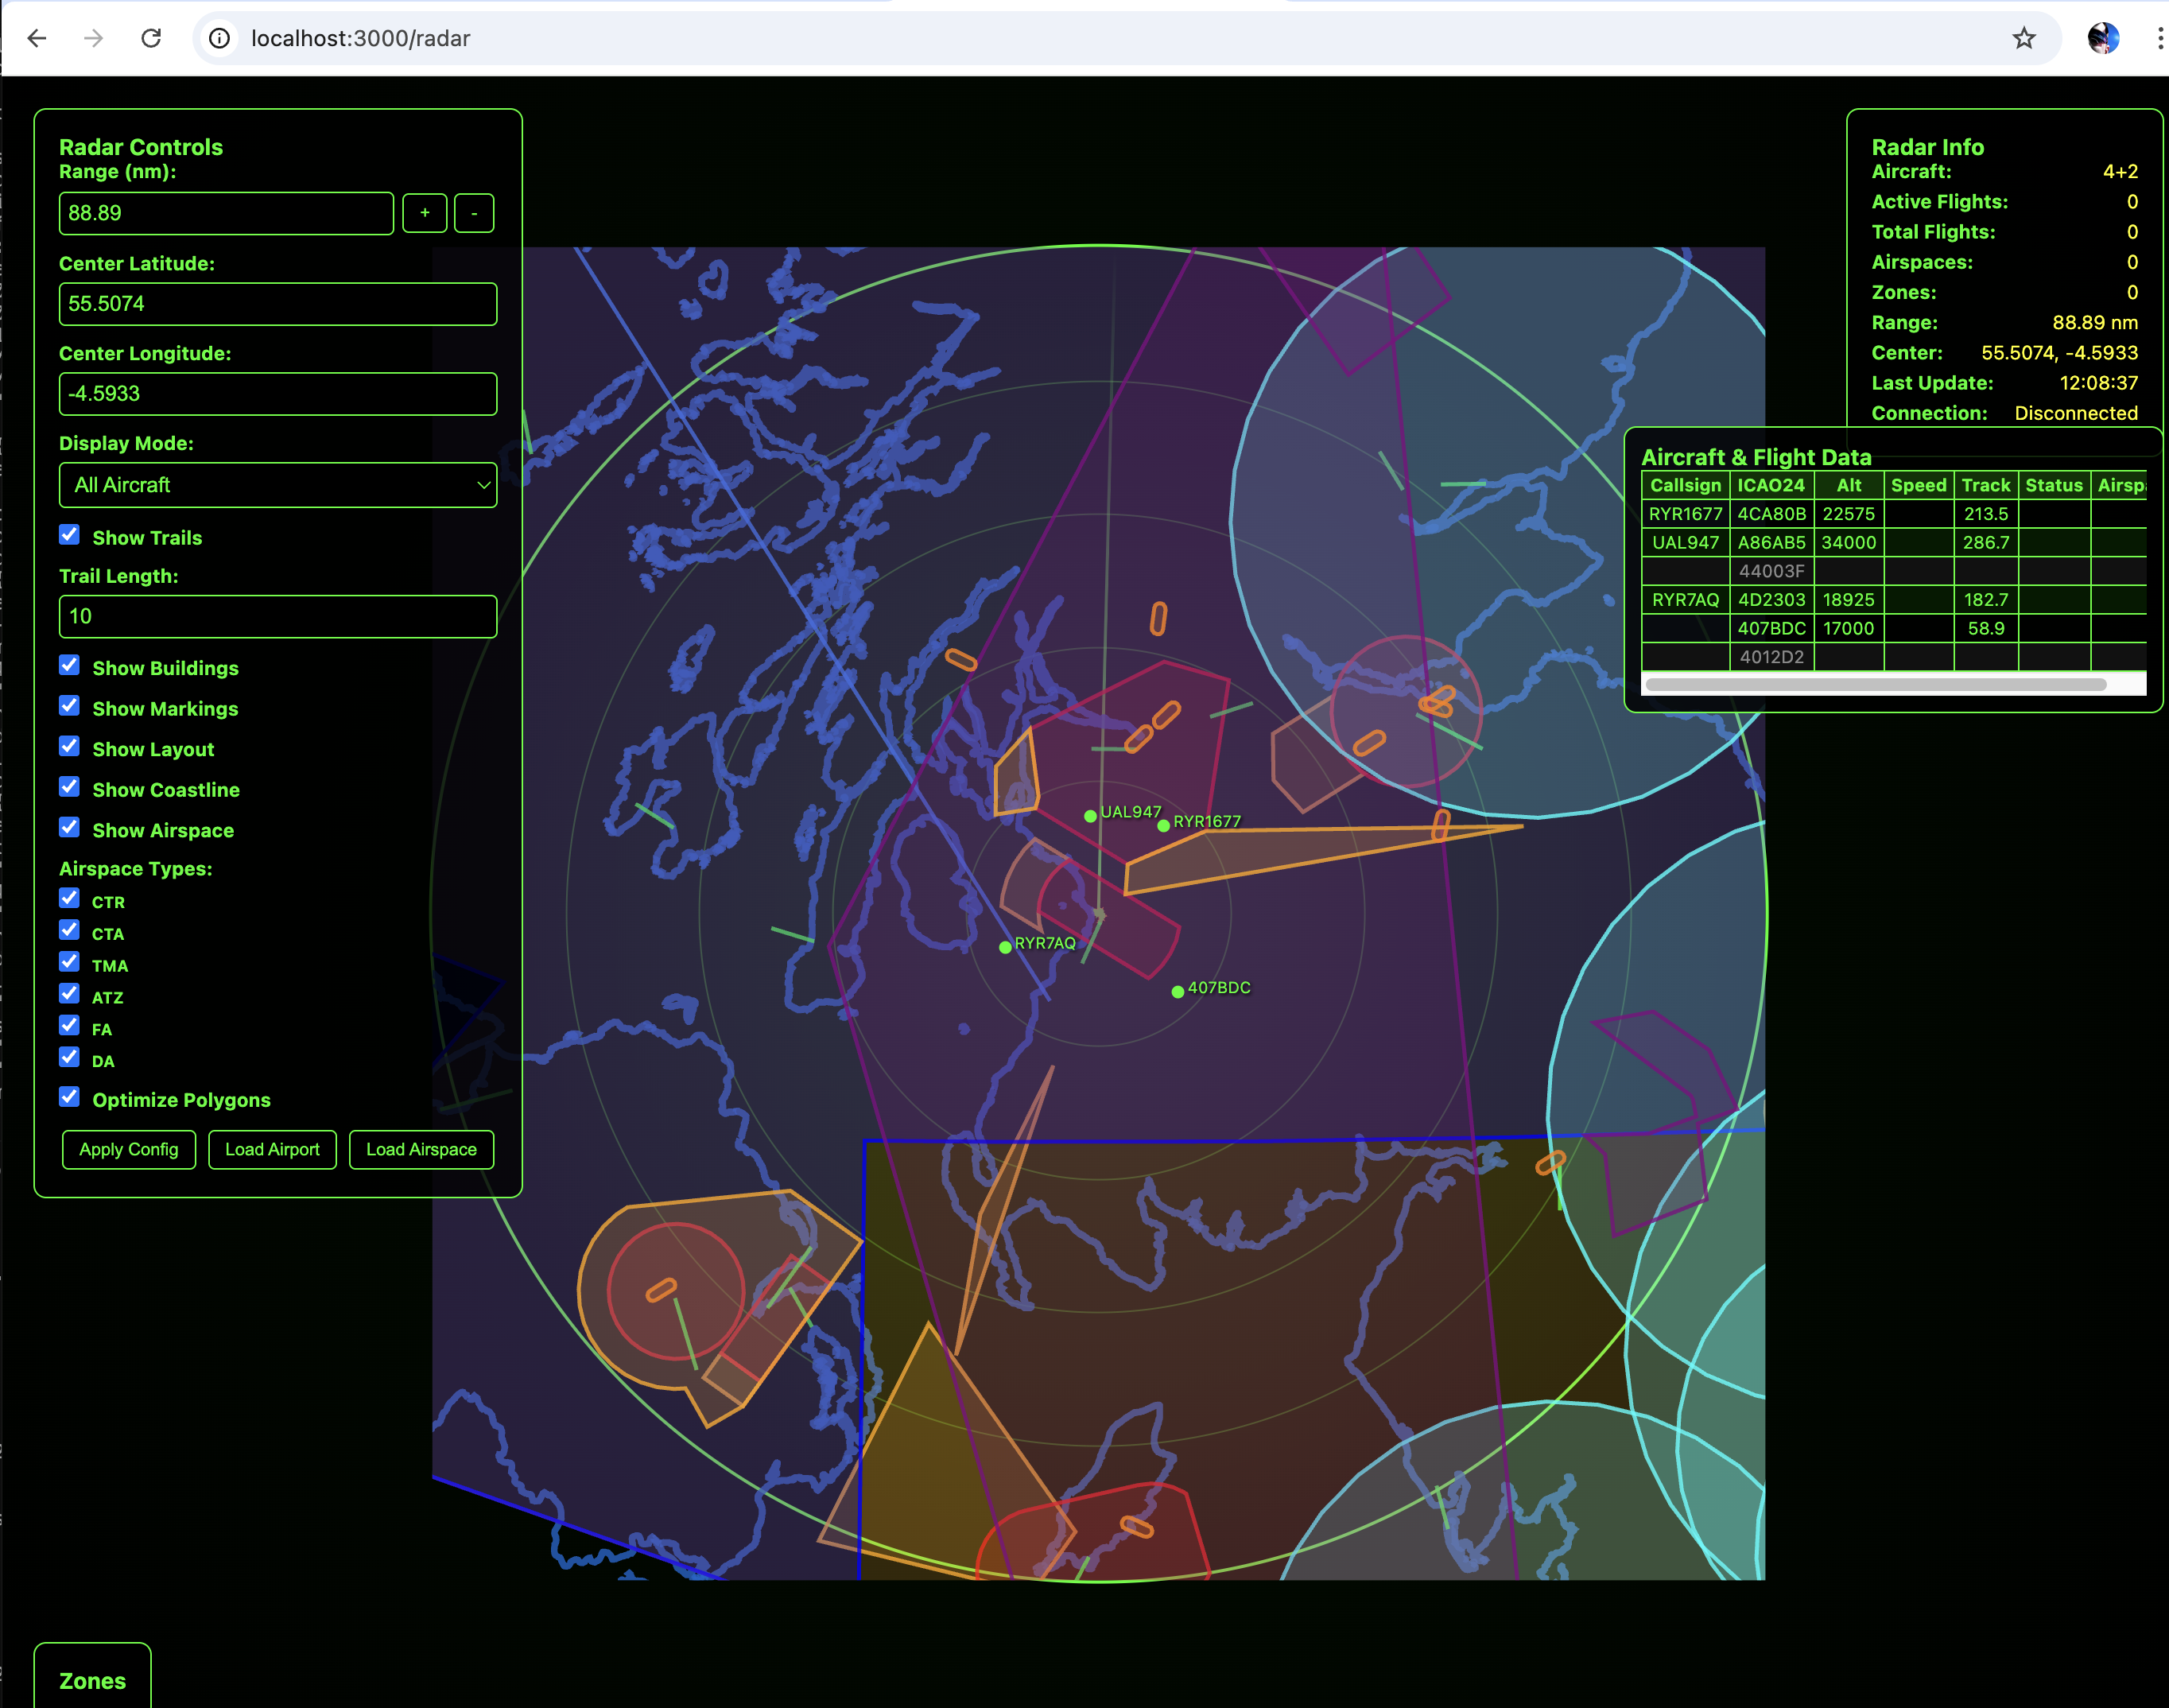 localhost:3000/radar
Radar Controls
Range (nm):
88.89
+
-
Center Latitude:
55.5074
Center Longitude:
-4.5933
Display Mode:
All Aircraft
Show Trails
Trail Length:
10
Show Buildings
Show Markings
Show Layout
Show Coastline
Show Airspace
Airspace Types:
CTR
CTA
TMA
ATZ
FA
DA
Optimize Polygons
Apply Config
Load Airport
Load Airspace
Zones
UAL947
RYR1677
RYR7AQ
407BDC
Radar Info
Aircraft: 4+2
Active Flights: 0
Total Flights: 0
Airspaces: 0
Zones: 0
Range: 88.89 nm
Center: 55.5074, -4.5933
Last Update: 12:08:37
Connection: Disconnected
Aircraft & Flight Data
Callsign ICAO24 Alt Speed Track Status Airspa
RYR1677 4CA80B 22575 213.5
UAL947 A86AB5 34000 286.7
44003F
RYR7AQ 4D2303 18925 182.7
407BDC 17000 58.9
4012D2